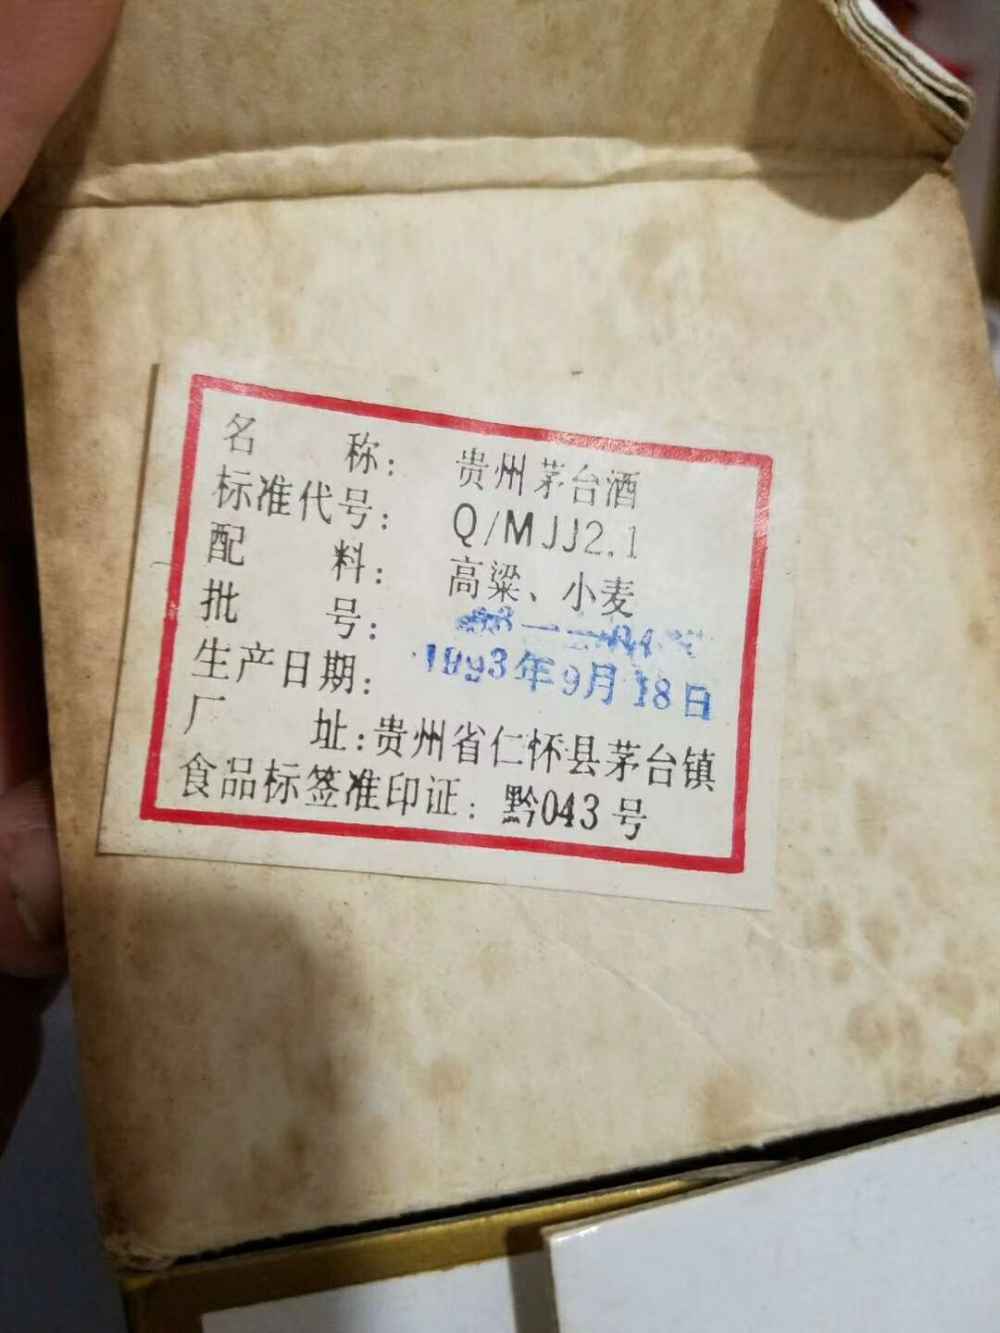 名 称: 贵州茅台酒
标准代号: Q/MJJ2.1
配 料: 高粱、小麦
批 号:
生产日期: 1993年9月18日
厂 址:贵州省仁怀县茅台镇
食品标签准印证: 黔043号